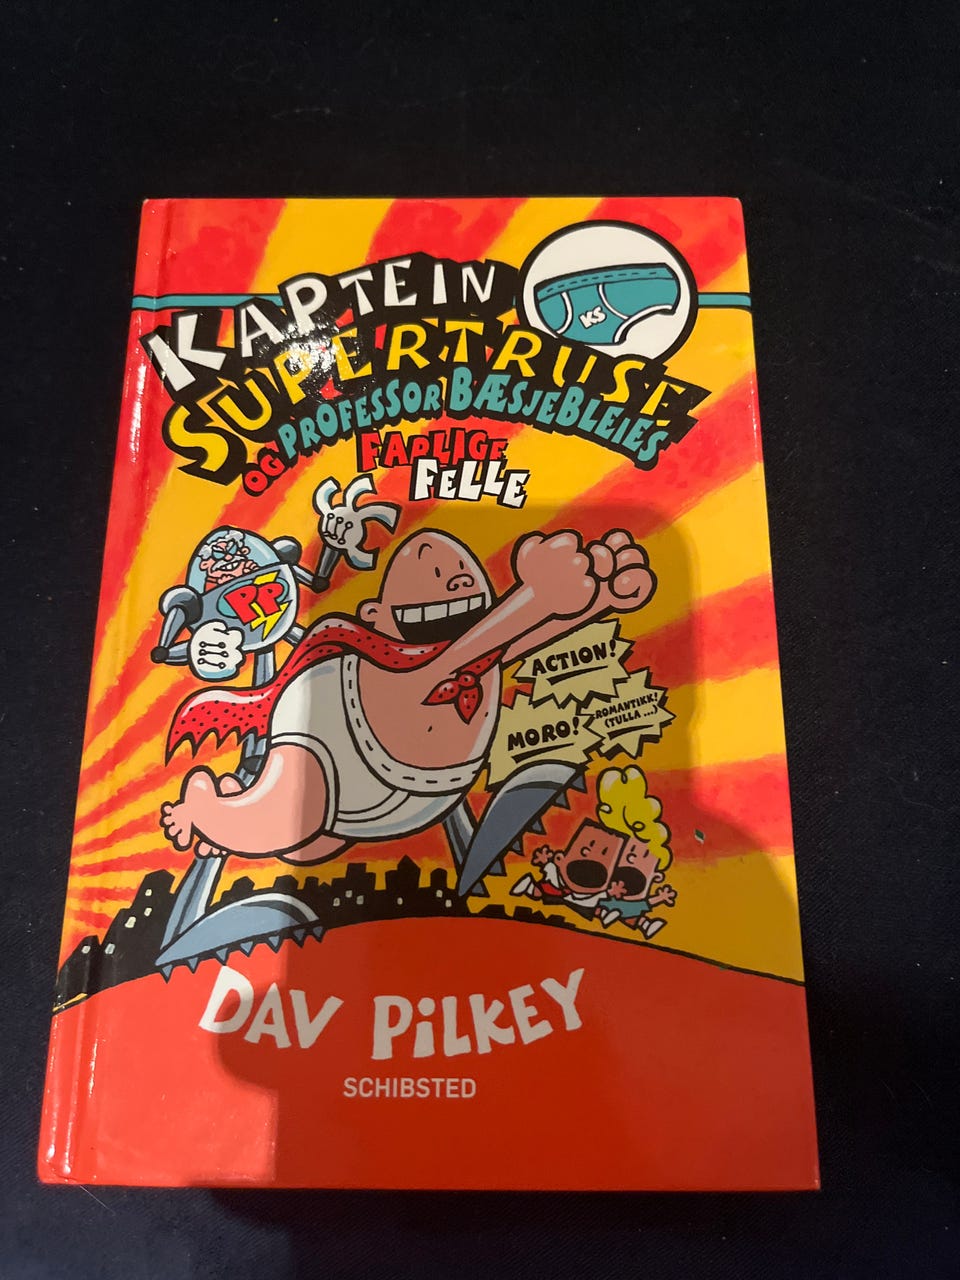 KAPTEIN
SUPERTRUSE
OG PROFESSOR BÆSJEBLEIES
FARLIGE
FELLE
KS
PP
ACTION!
MORO!
ROMANTIKK!
(TULLA ...)
DAV PILKEY
SCHIBSTED